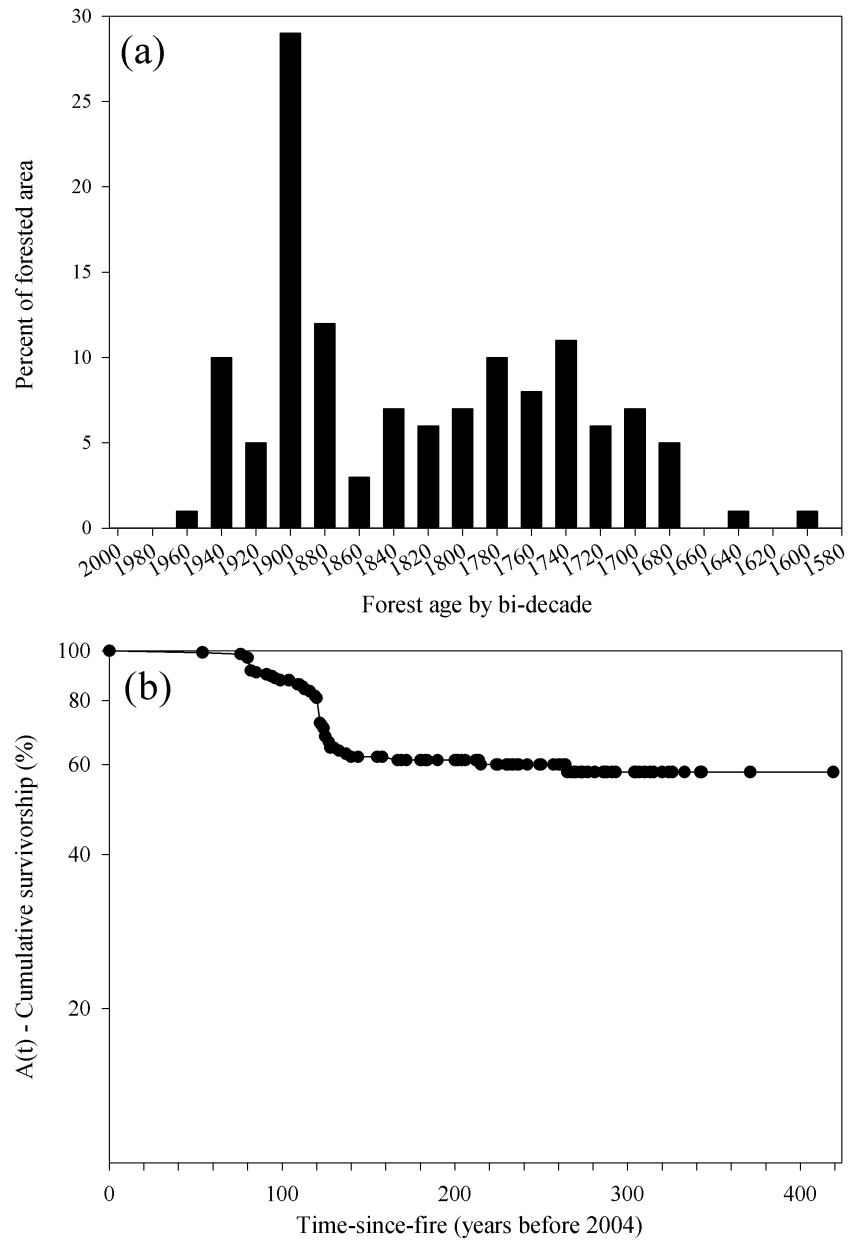 30
(a)
25
20
15
10
5
0
Percent of forested area
2000 1980 1960 1940 1920 1900 1880 1860 1840 1820 1800 1780 1760 1740 1720 1700 1680 1660 1640 1620 1600 1580
Forest age by bi-decade
100
(b)
80
60
40
20
A(t) - Cumulative survivorship (%)
0 100 200 300 400
Time-since-fire (years before 2004)